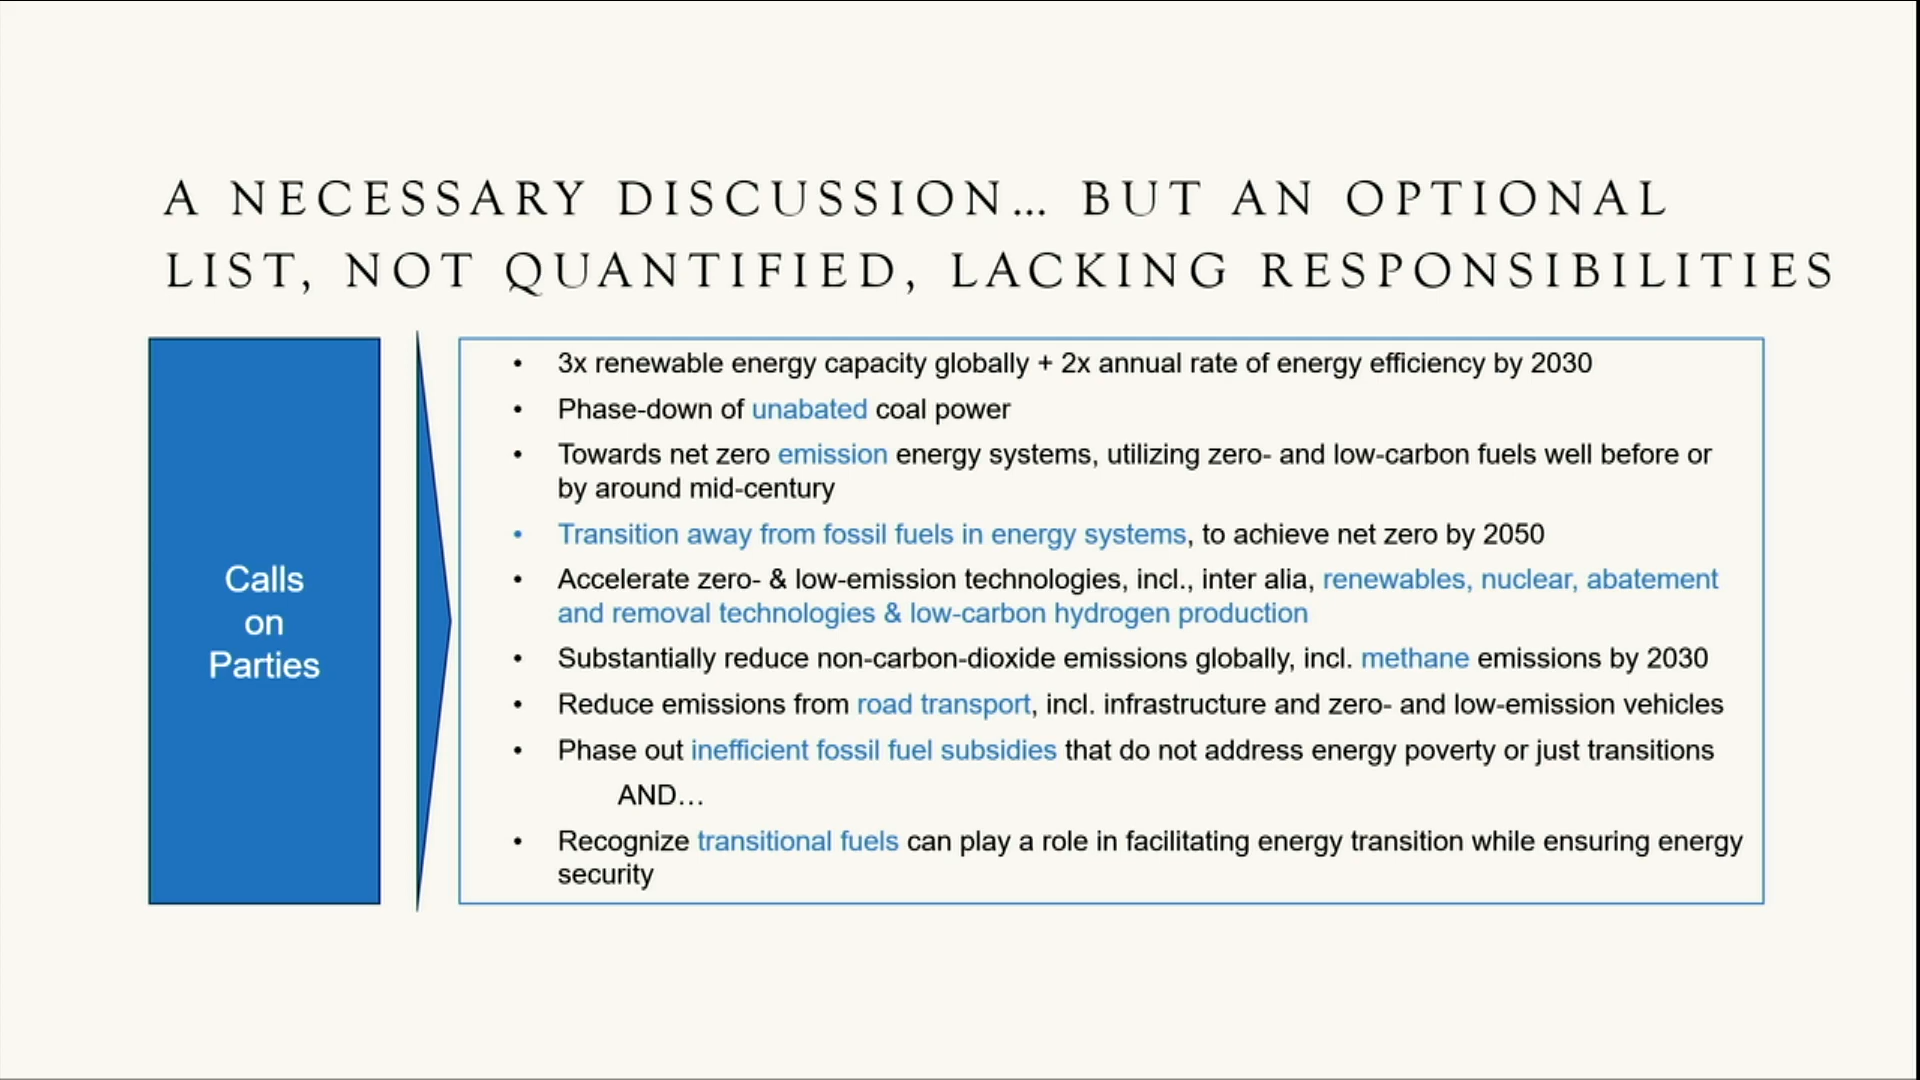 A NECESSARY DISCUSSION... BUT AN OPTIONAL
LIST, NOT QUANTIFIED, LACKING RESPONSIBILITIES
Calls
on
Parties
• 3x renewable energy capacity globally + 2x annual rate of energy efficiency by 2030
• Phase-down of unabated coal power
• Towards net zero emission energy systems, utilizing zero- and low-carbon fuels well before or
by around mid-century
• Transition away from fossil fuels in energy systems, to achieve net zero by 2050
• Accelerate zero- & low-emission technologies, incl., inter alia, renewables, nuclear, abatement
and removal technologies & low-carbon hydrogen production
• Substantially reduce non-carbon-dioxide emissions globally, incl. methane emissions by 2030
• Reduce emissions from road transport, incl. infrastructure and zero- and low-emission vehicles
• Phase out inefficient fossil fuel subsidies that do not address energy poverty or just transitions
AND…
• Recognize transitional fuels can play a role in facilitating energy transition while ensuring energy
security